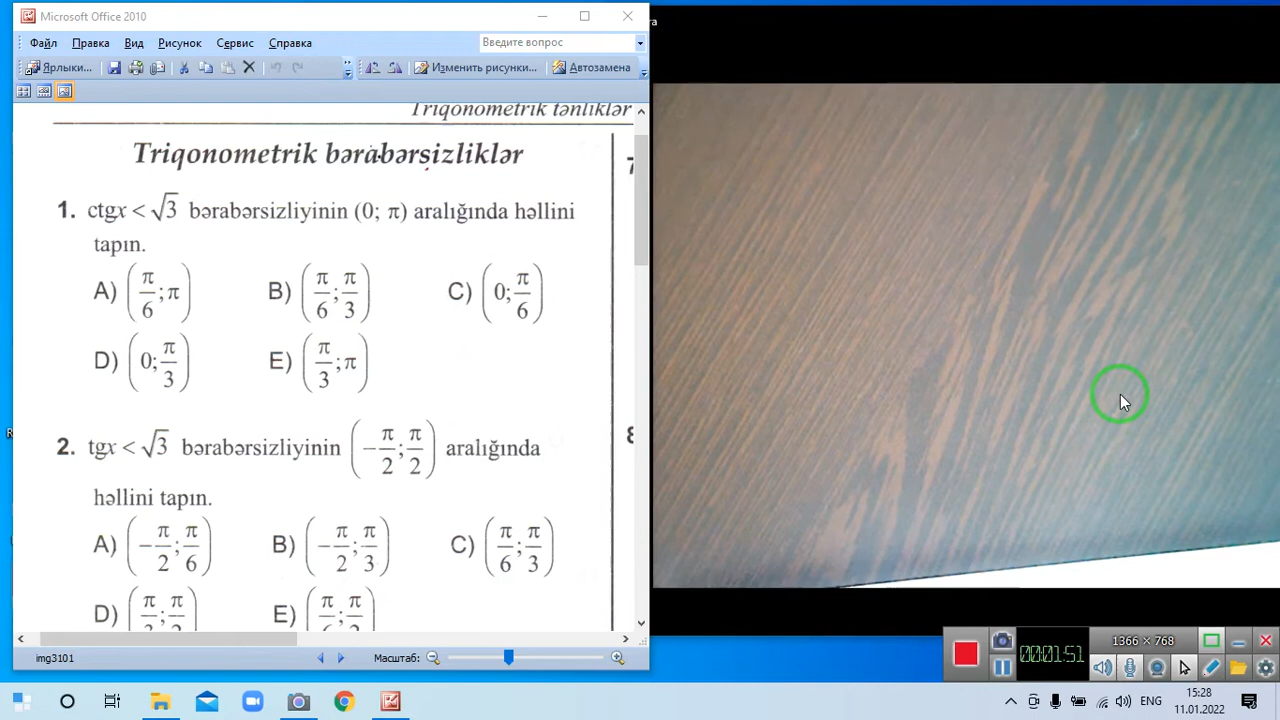 Microsoft Office 2010
Файл Правка Вид Рисунок Сервис Справка
Введите вопрос
Ярлыки...
Изменить рисунки...
Автозамена
Triqonometrik tənliklər
Triqonometrik bərabərsizliklər
1. ctgx < √3 bərabərsizliyinin (0; π) aralığında həllini
tapın.
A) (π/6; π) B) (π/6; π/3) C) (0; π/6)
D) (0; π/3) E) (π/3; π)
2. tgx < √3 bərabərsizliyinin (−π/2; π/2) aralığında
həllini tapın.
A) (−π/2; π/6) B) (−π/2; π/3) C) (π/6; π/3)
D) E)
img3101
Масштаб:
1366 × 768
00:01:51
ENG
15:28
11.01.2022